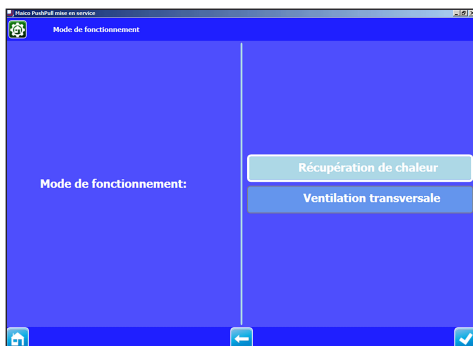 Maico PushPull mise en service
Mode de fonctionnement
Récupération de chaleur
Mode de fonctionnement:
Ventilation transversale